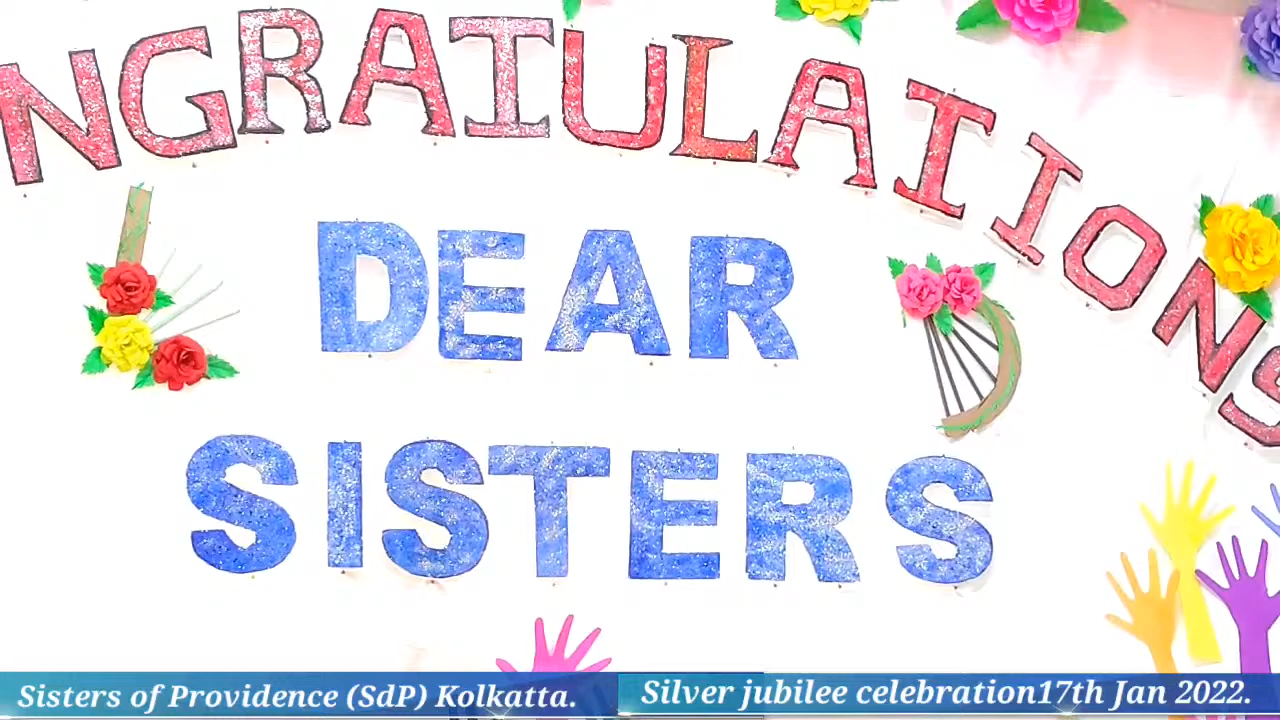 NGRATULATIONS
DEAR
SISTERS
Sisters of Providence (SdP) Kolkatta.
Silver jubilee celebration17th Jan 2022.